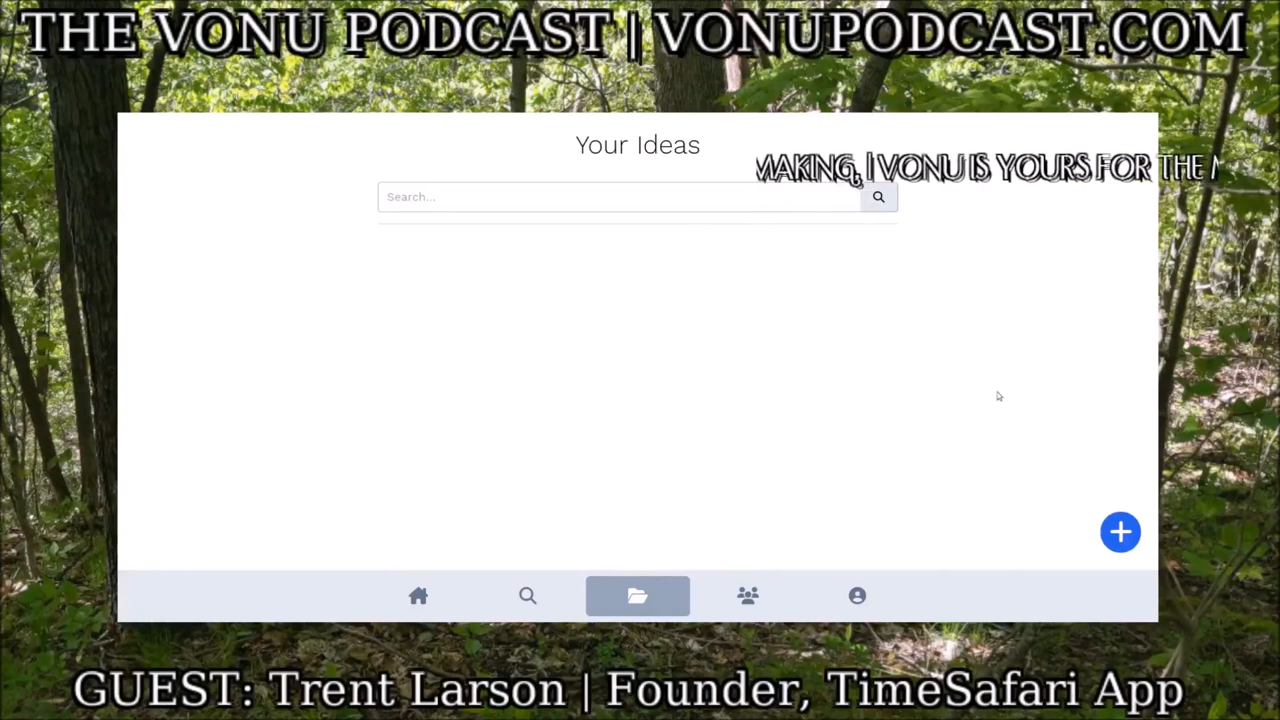 THE VONU PODCAST | VONUPODCAST.COM
Your Ideas
MAKING, | VONU IS YOURS FOR THE
Search...
GUEST: Trent Larson | Founder, TimeSafari App